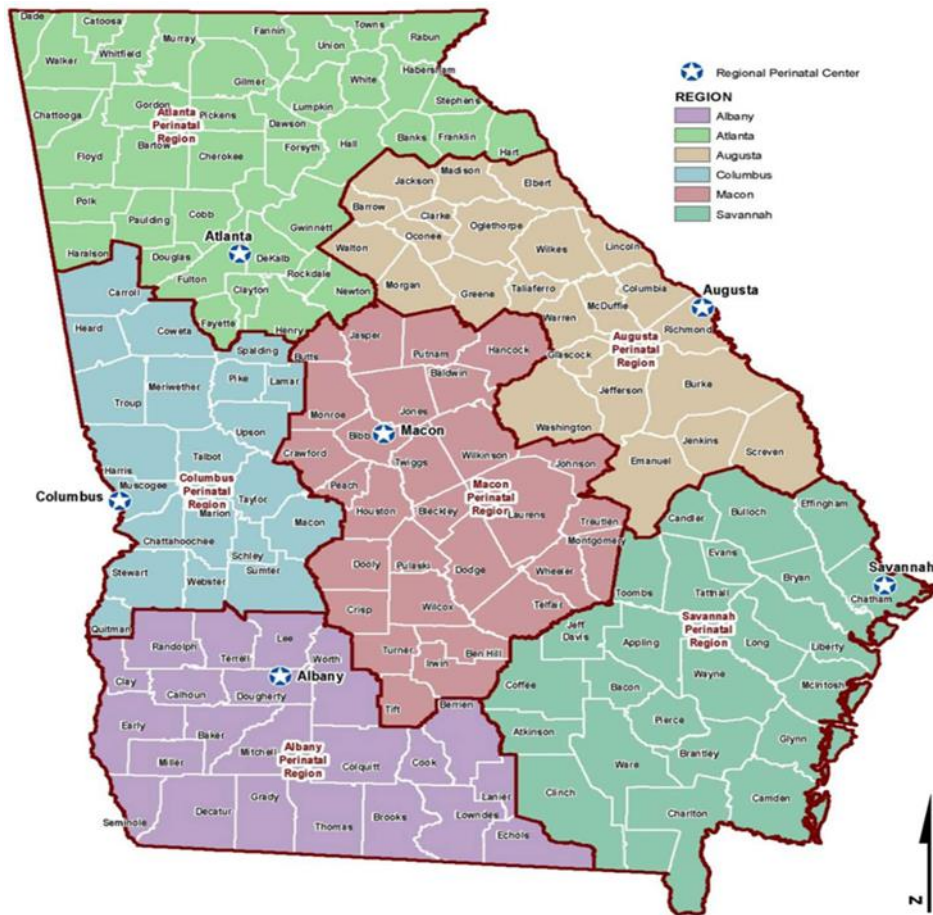 Regional Perinatal Center
REGION
Albany
Atlanta
Augusta
Columbus
Macon
Savannah
Dade
Catoosa
Fannin
Towns
Rabun
Murray
Union
Whitfield
Walker
Habersham
White
Gilmer
Stephens
Chattooga
Gordon
Pickens
Lumpkin
Atlanta
Perinatal
Region
Dawson
Banks
Franklin
Hall
Hart
Bartow
Forsyth
Floyd
Cherokee
Polk
Paulding
Cobb
Gwinnett
Atlanta
Haralson
Douglas
DeKalb
Rockdale
Fulton
Clayton
Newton
Fayette
Henry
Madison
Elbert
Jackson
Barrow
Clarke
Oglethorpe
Oconee
Walton
Wilkes
Lincoln
Morgan
Greene
Taliaferro
Columbia
McDuffie
Augusta
Warren
Richmond
Augusta
Perinatal
Region
Glascock
Jefferson
Burke
Washington
Jenkins
Emanuel
Screven
Carroll
Heard
Coweta
Spalding
Pike
Lamar
Meriwether
Troup
Upson
Talbot
Harris
Muscogee
Columbus
Perinatal
Region
Columbus
Taylor
Marion
Macon
Chattahoochee
Schley
Stewart
Webster
Sumter
Quitman
Butts
Jasper
Putnam
Hancock
Baldwin
Monroe
Jones
Bibb
Macon
Crawford
Twiggs
Wilkinson
Johnson
Peach
Macon
Perinatal
Region
Houston
Bleckley
Laurens
Treutlen
Montgomery
Dooly
Pulaski
Dodge
Wheeler
Crisp
Wilcox
Telfair
Turner
Ben Hill
Irwin
Tift
Effingham
Bulloch
Candler
Evans
Bryan
Savannah
Toombs
Tattnall
Chatham
Jeff
Davis
Savannah
Perinatal
Region
Appling
Long
Liberty
Wayne
Coffee
Bacon
McIntosh
Pierce
Atkinson
Glynn
Brantley
Ware
Clinch
Camden
Charlton
Randolph
Lee
Terrell
Worth
Albany
Clay
Calhoun
Dougherty
Berrien
Early
Baker
Mitchell
Albany
Perinatal
Region
Miller
Colquitt
Cook
Grady
Lanier
Decatur
Brooks
Lowndes
Seminole
Thomas
Echols
N